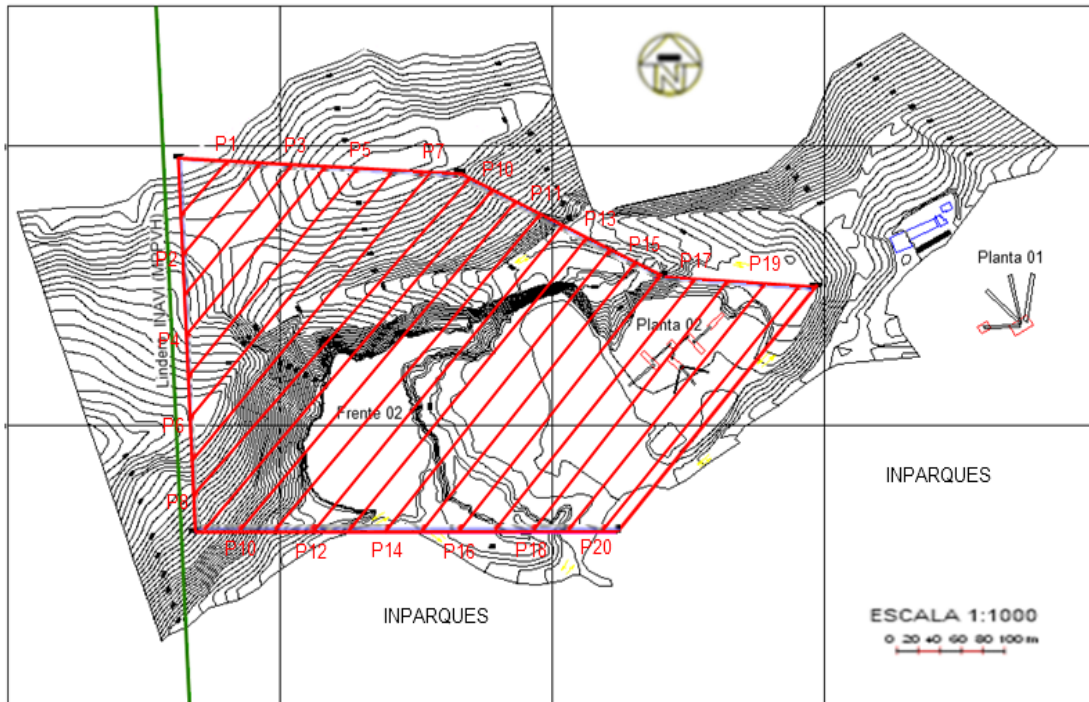 N
P1
P3
P5
P7
P10
P11
P13
P15
P17
P19
P2
P4
P6
P8
P10
P12
P14
P16
P18
P20
Planta 01
Planta 02
Frente 02
INPARQUES
INPARQUES
ESCALA 1:1000
0 20 40 60 80 100 m